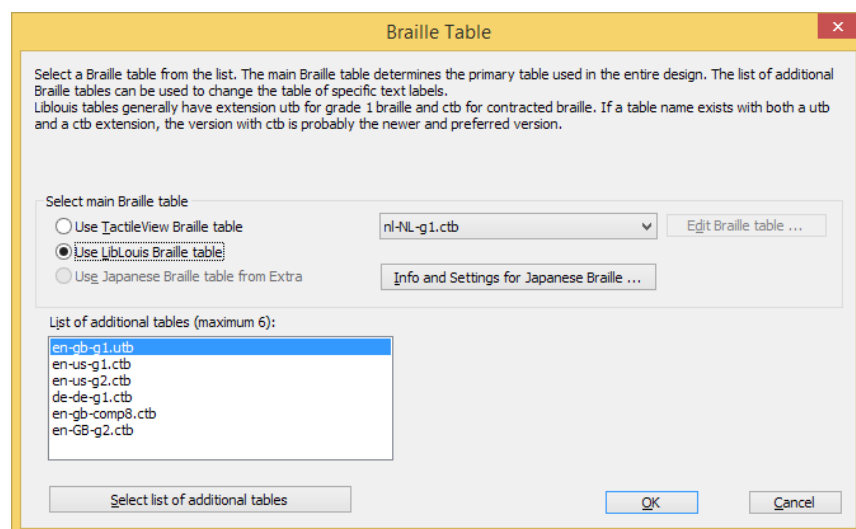 Braille Table
Select a Braille table from the list. The main Braille table determines the primary table used in the entire design. The list of additional
Braille tables can be used to change the table of specific text labels.
Liblouis tables generally have extension utb for grade 1 braille and ctb for contracted braille. If a table name exists with both a utb
and a ctb extension, the version with ctb is probably the newer and preferred version.
Select main Braille table
Use TactileView Braille table
nl-NL-g1.ctb
Edit Braille table ...
Use LibLouis Braille table
Use Japanese Braille table from Extra
Info and Settings for Japanese Braille ...
List of additional tables (maximum 6):
en-gb-g1.utb
en-us-g1.ctb
en-us-g2.ctb
de-de-g1.ctb
en-gb-comp8.ctb
en-GB-g2.ctb
Select list of additional tables
OK
Cancel